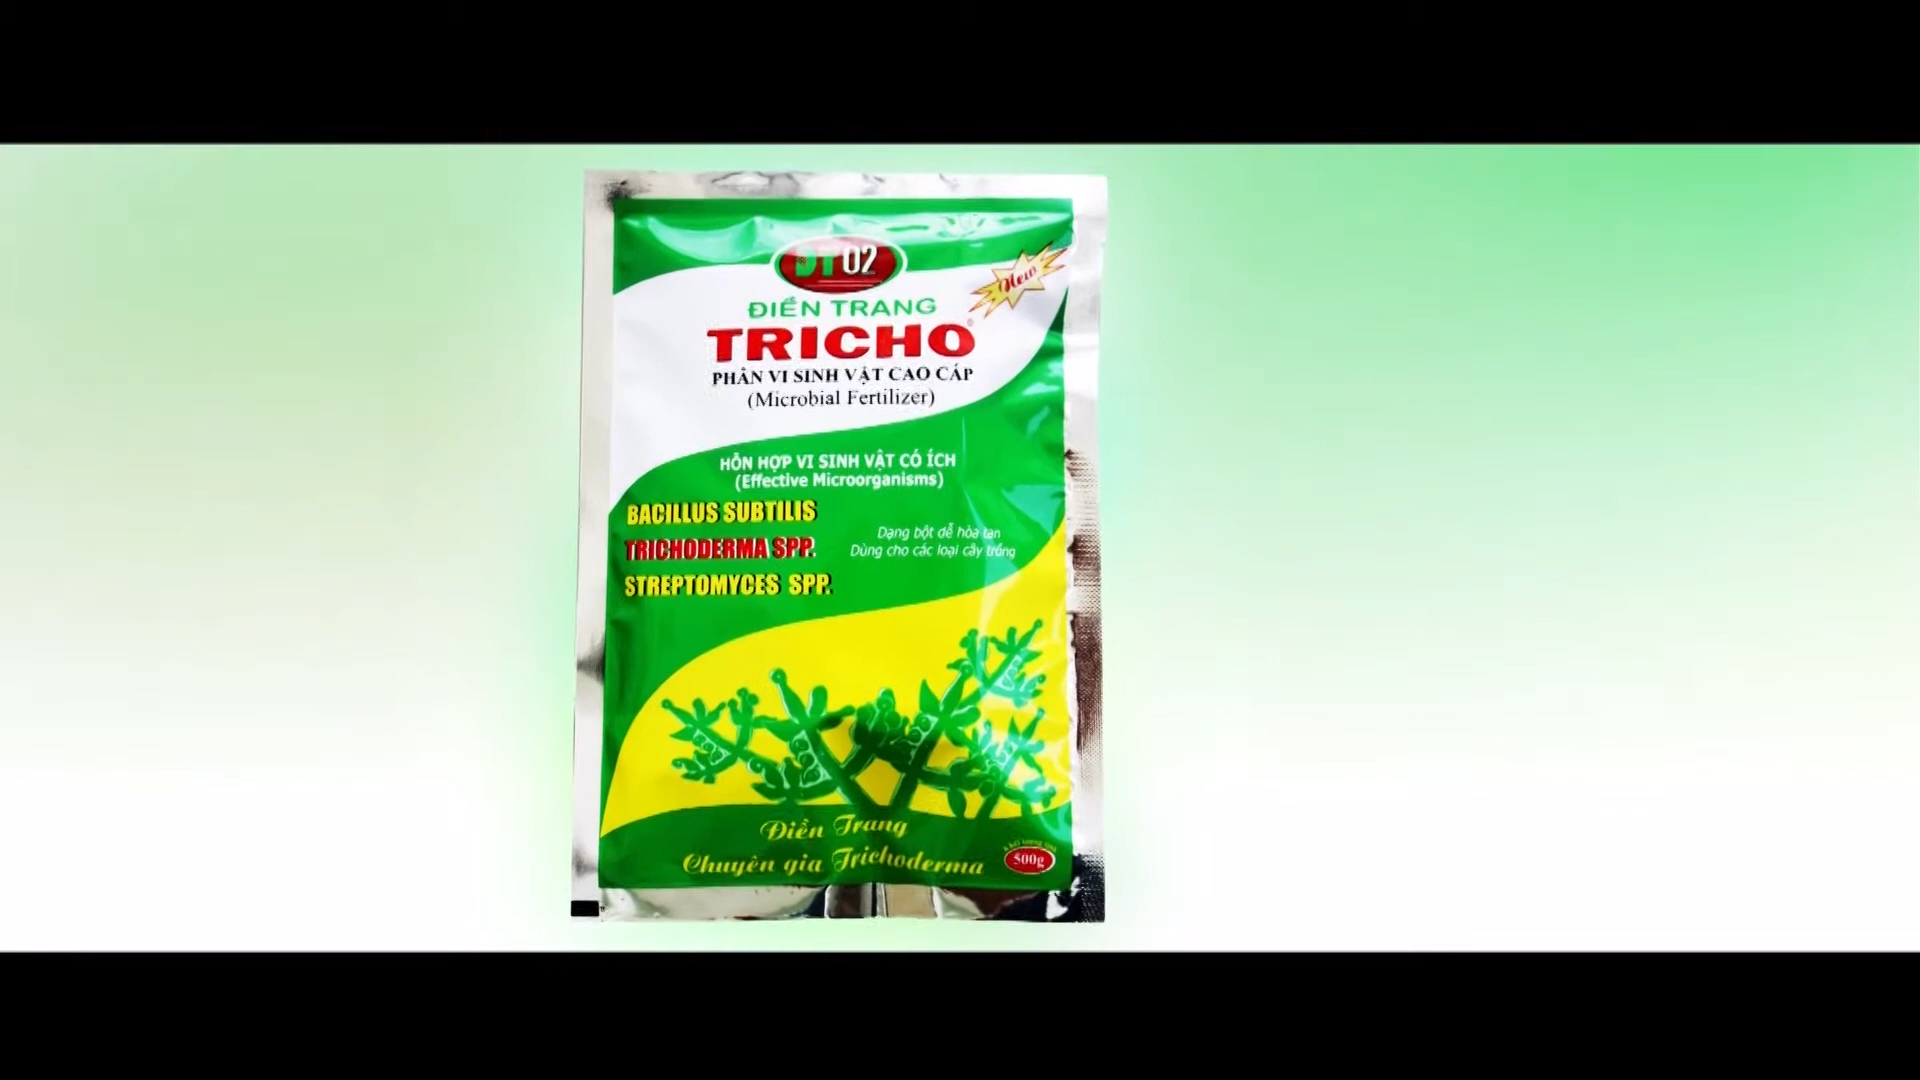 DT02
New
ĐIỀN TRANG
TRICHO
PHÂN VI SINH VẬT CAO CẤP
(Microbial Fertilizer)
HỖN HỢP VI SINH VẬT CÓ ÍCH
(Effective Microorganisms)
BACILLUS SUBTILIS
TRICHODERMA SPP.
STREPTOMYCES SPP.
Dạng bột dễ hòa tan
Dùng cho các loại cây trồng
Điền Trang
Chuyên gia Trichoderma
500g